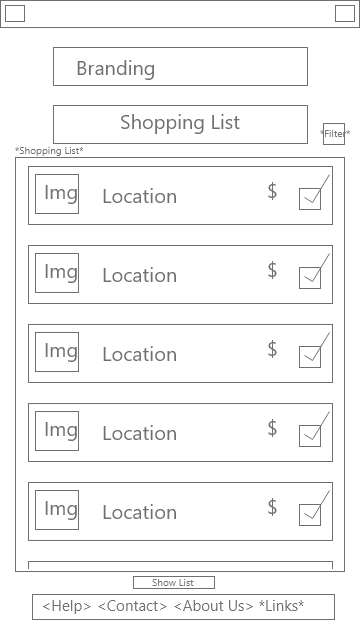 Branding
Shopping List
*Filter*
*Shopping List*
Img Location $
Img Location $
Img Location $
Img Location $
Img Location $
Show List
<Help> <Contact> <About Us> *Links*